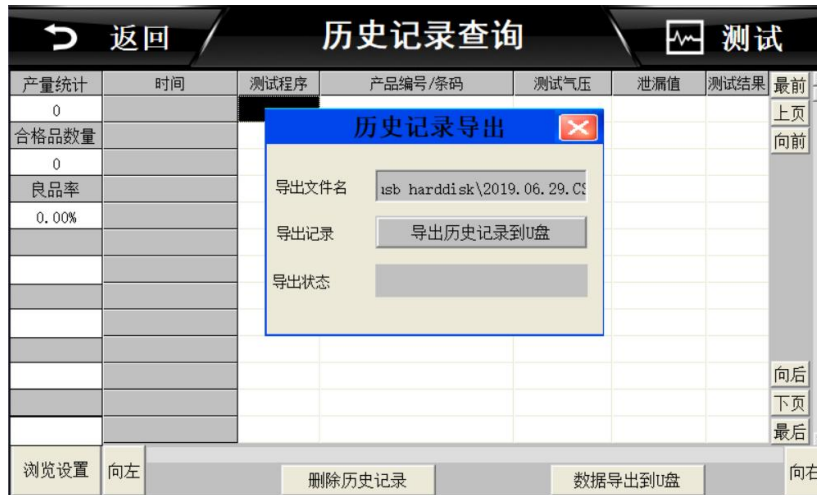 返回 历史记录查询 测试
产量统计 时间 测试程序 产品编号/条码 测试气压 泄漏值 测试结果 最前
0 上页
合格品数量 历史记录导出 向前
0
良品率 导出文件名 usb harddisk\2019.06.29.CS
0.00% 导出记录 导出历史记录到U盘
导出状态
向后
下页
最后
浏览设置 向左 删除历史记录 数据导出到U盘 向右